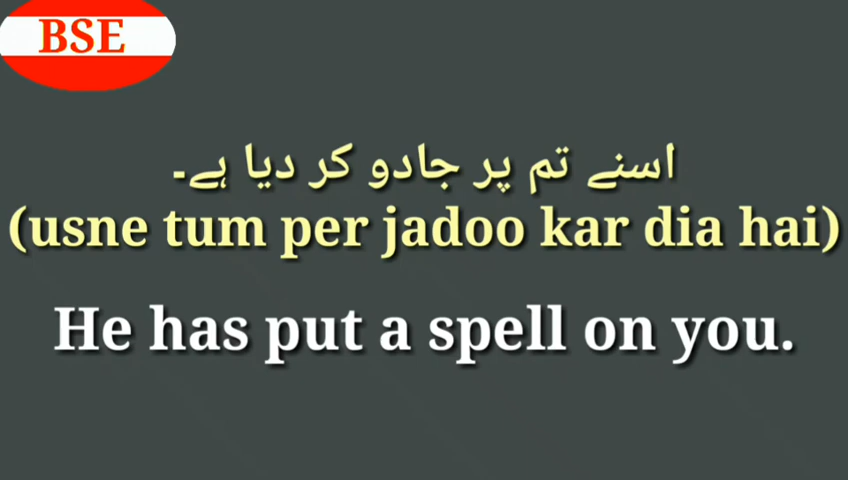 BSE
اسنے تم پر جادو کر دیا ہے۔
(usne tum per jadoo kar dia hai)
He has put a spell on you.